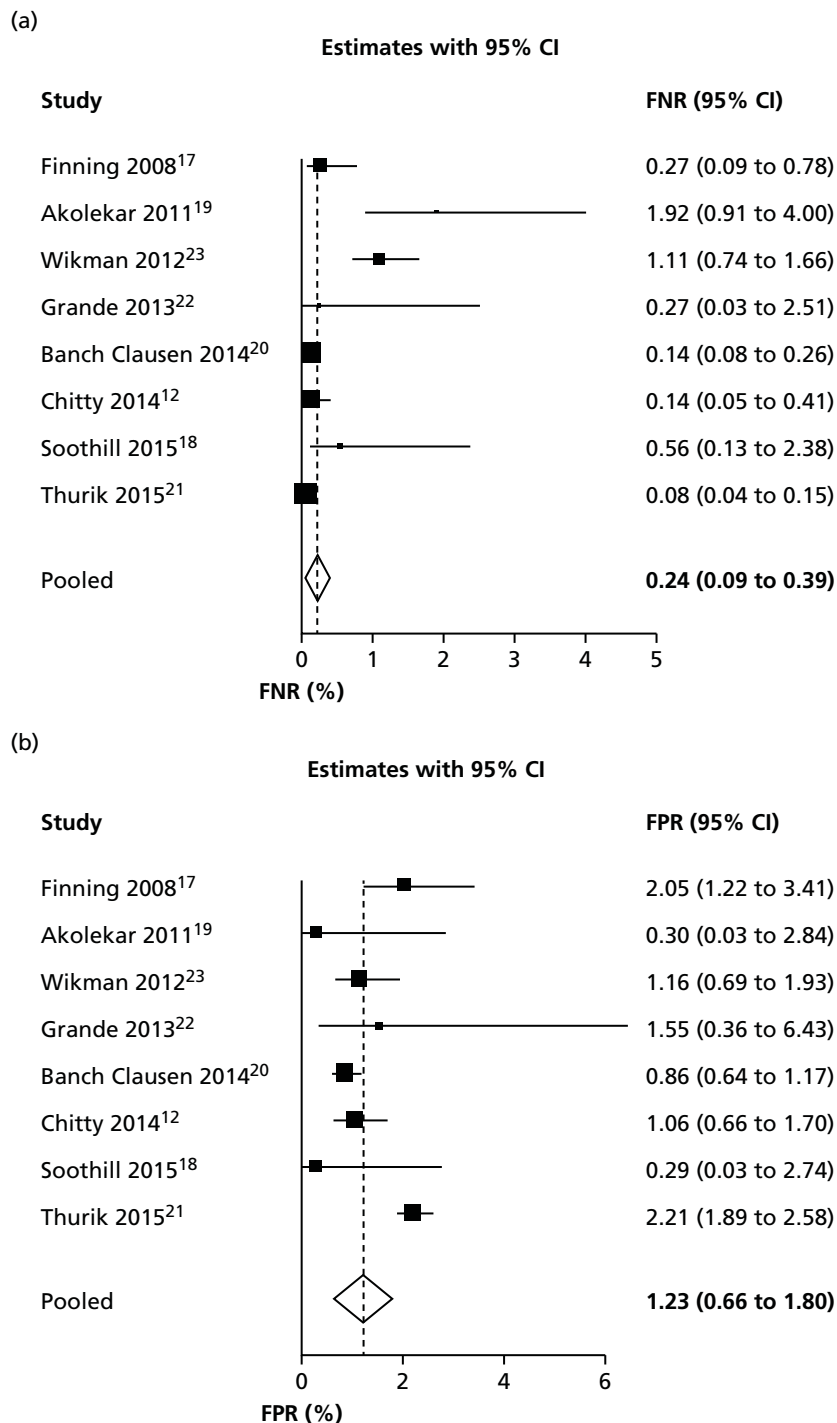 (a)
Estimates with 95% CI
Study FNR (95% CI)
Finning 2008¹⁷ 0.27 (0.09 to 0.78)
Akolekar 2011¹⁹ 1.92 (0.91 to 4.00)
Wikman 2012²³ 1.11 (0.74 to 1.66)
Grande 2013²² 0.27 (0.03 to 2.51)
Banch Clausen 2014²⁰ 0.14 (0.08 to 0.26)
Chitty 2014¹² 0.14 (0.05 to 0.41)
Soothill 2015¹⁸ 0.56 (0.13 to 2.38)
Thurik 2015²¹ 0.08 (0.04 to 0.15)
Pooled 0.24 (0.09 to 0.39)
0 1 2 3 4 5
FNR (%)
(b)
Estimates with 95% CI
Study FPR (95% CI)
Finning 2008¹⁷ 2.05 (1.22 to 3.41)
Akolekar 2011¹⁹ 0.30 (0.03 to 2.84)
Wikman 2012²³ 1.16 (0.69 to 1.93)
Grande 2013²² 1.55 (0.36 to 6.43)
Banch Clausen 2014²⁰ 0.86 (0.64 to 1.17)
Chitty 2014¹² 1.06 (0.66 to 1.70)
Soothill 2015¹⁸ 0.29 (0.03 to 2.74)
Thurik 2015²¹ 2.21 (1.89 to 2.58)
Pooled 1.23 (0.66 to 1.80)
0 2 4 6
FPR (%)